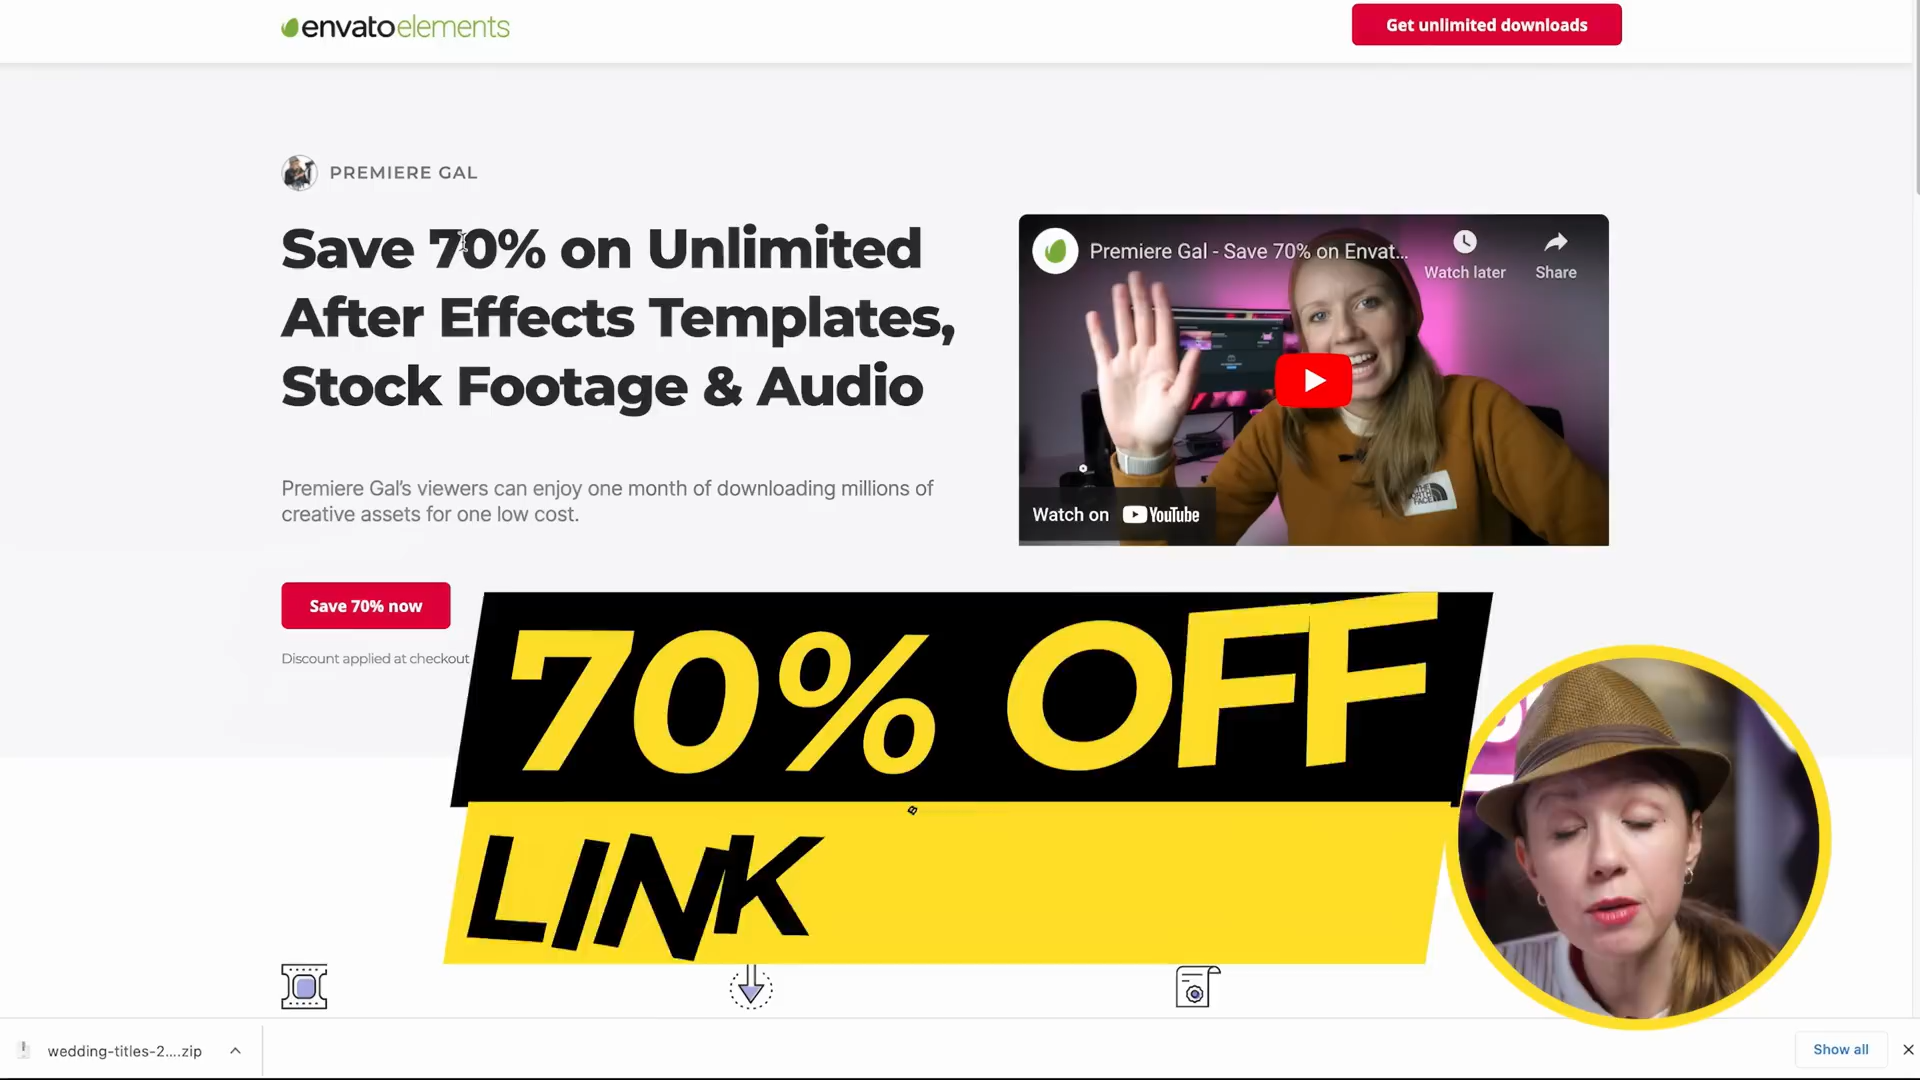 envatoelements
Get unlimited downloads
PREMIERE GAL
Save 70% on Unlimited
After Effects Templates,
Stock Footage & Audio
Premiere Gal - Save 70% on Envat...
Watch later
Share
THE
NORTH
FACE
Watch on YouTube
Premiere Gal's viewers can enjoy one month of downloading millions of
creative assets for one low cost.
Save 70% now
Discount applied at checkout
70% OFF
LINK
wedding-titles-2....zip
Show all